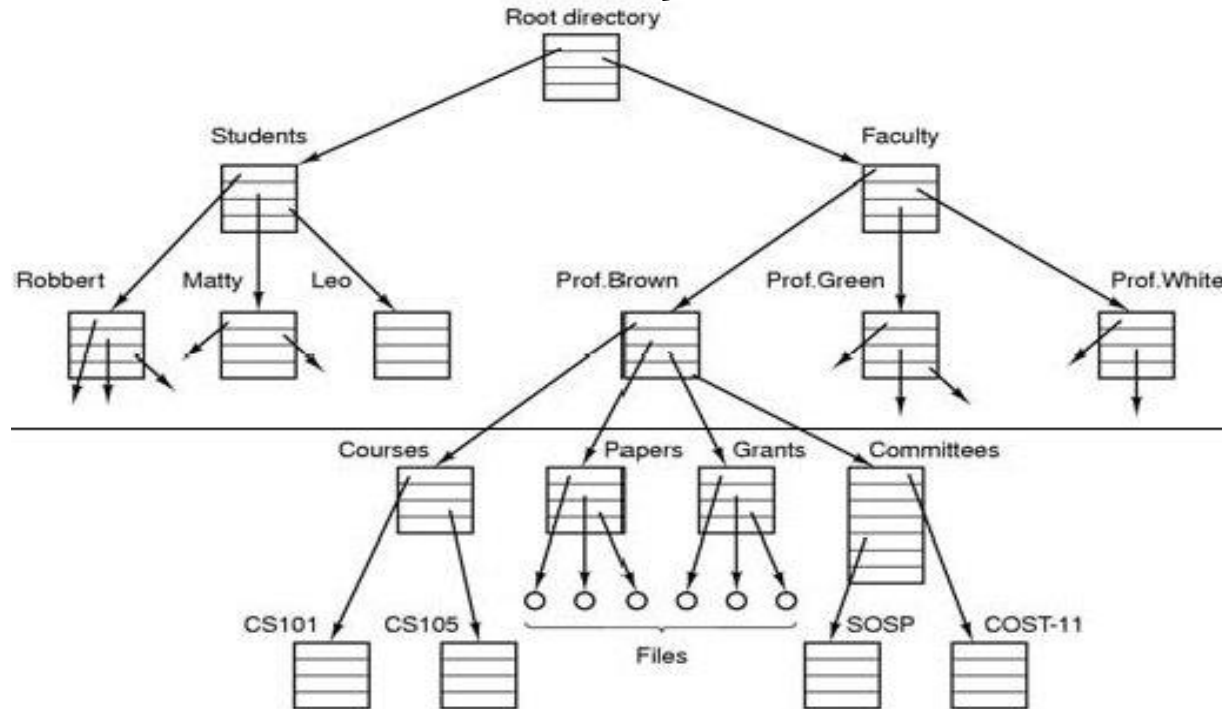 Root directory
Students
Faculty
Robbert
Matty
Leo
Prof.Brown
Prof.Green
Prof.White
Courses
Papers
Grants
Committees
CS101
CS105
Files
SOSP
COST-11